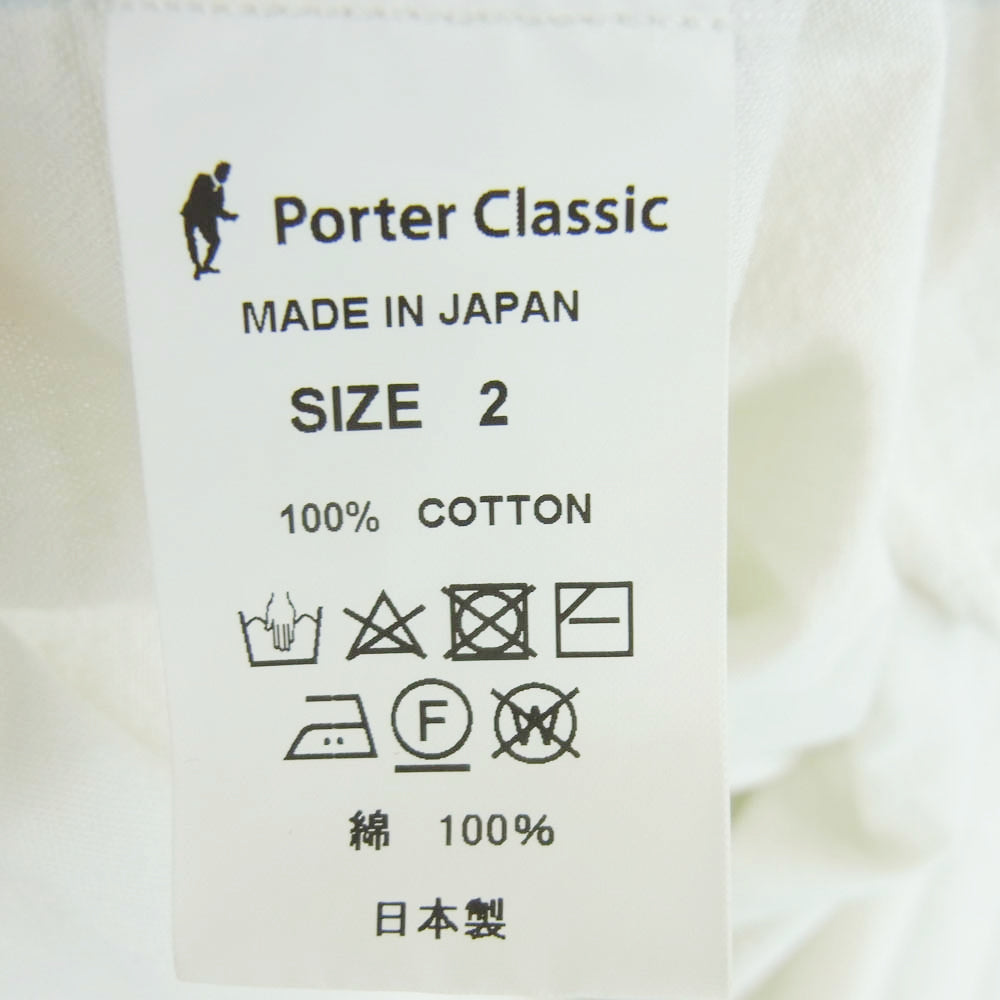 Porter Classic
MADE IN JAPAN
SIZE 2
100% COTTON
F W
綿 100%
日本製